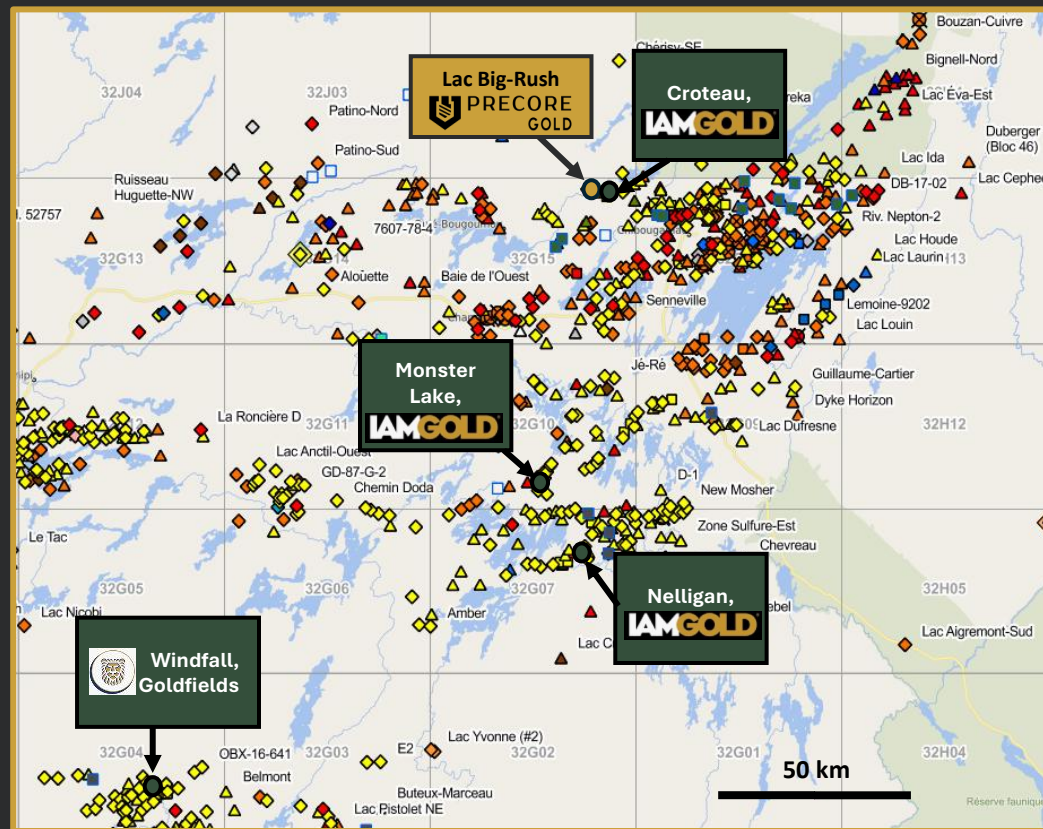 Bouzan-Cuivre
Chérisy-SE
Bignell-Nord
32J04
32J03
Lac Big-Rush
PRECORE
GOLD
Croteau,
IAMGOLD
Lac Éva-Est
Patino-Nord
Duberger
(Bloc 46)
Patino-Sud
Lac Ida
Ruisseau
Huguette-NW
DB-17-02
52757
7607-78-4
Riv. Nepton-2
Lac Houde
Lac Laurin
32G13
32G15
Alouette
Baie de l'Ouest
Senneville
Lemoine-9202
Lac Louin
Monster
Lake,
IAMGOLD
Jé-Ré
Guillaume-Cartier
Dyke Horizon
La Roncière D
32G11
32G10
Lac Dufresne
32H12
Lac Anctil-Ouest
GD-87-G-2
Chemin Doda
D-1
New Mosher
Zone Sulfure-Est
Le Tac
Chevreau
32G05
32G06
32G07
32H05
Nelligan,
IAMGOLD
Lac Nicobi
Amber
Lac Aigremont-Sud
Windfall,
Goldfields
32G04
OBX-16-641
32G03
E2
Lac Yvonne (#2)
32G02
32G01
32H04
Belmont
50 km
Buteux-Marceau
Lac Pistolet NE
Réserve fauniqu